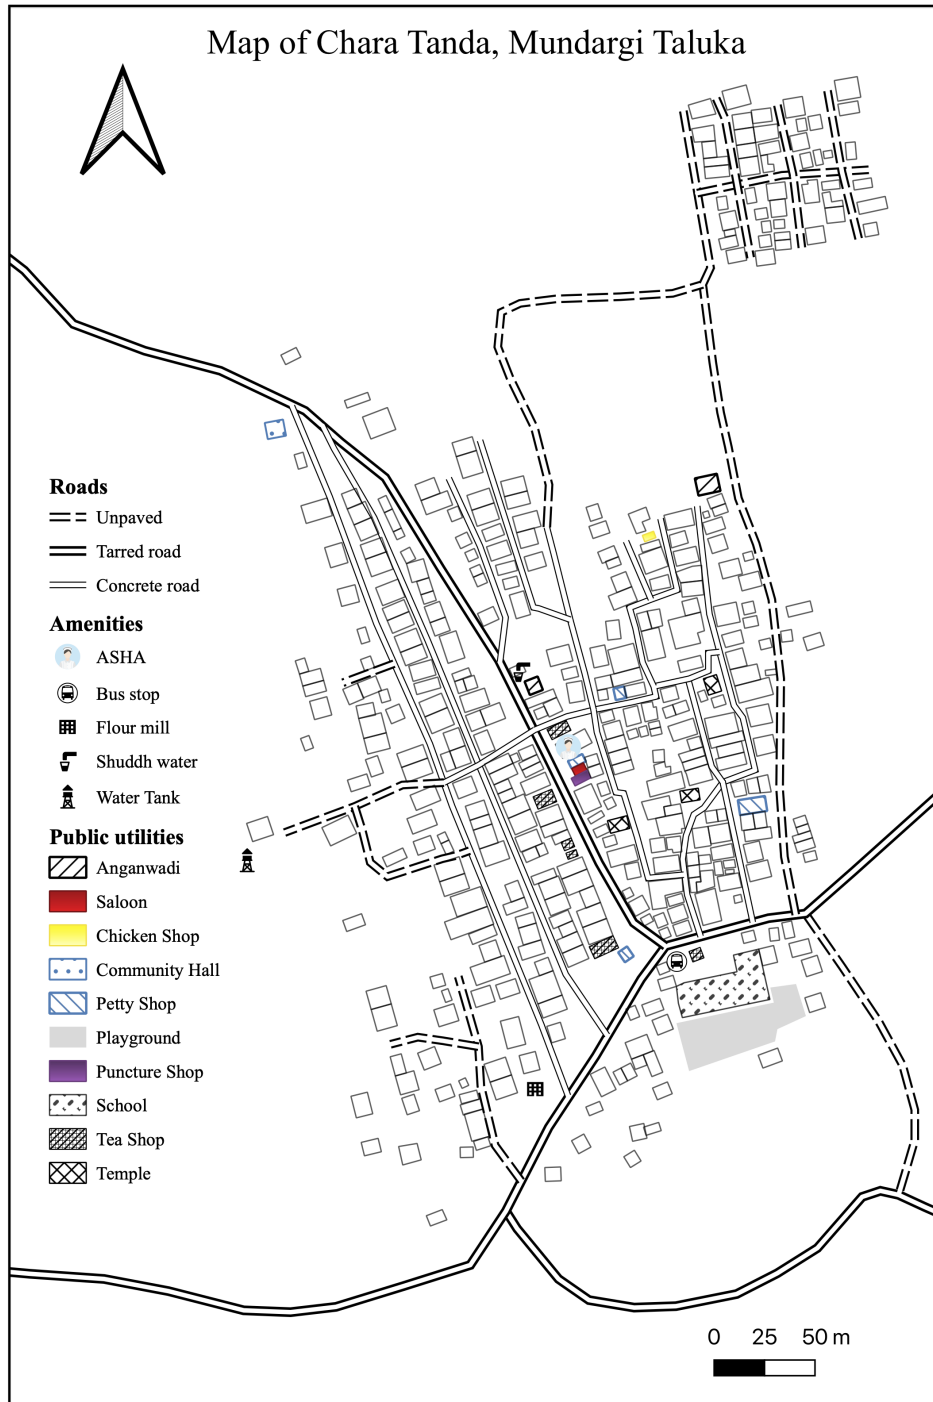 Map of Chara Tanda, Mundargi Taluka
Roads
Unpaved
Tarred road
Concrete road
Amenities
ASHA
Bus stop
Flour mill
Shuddh water
Water Tank
Public utilities
Anganwadi
Saloon
Chicken Shop
Community Hall
Petty Shop
Playground
Puncture Shop
School
Tea Shop
Temple
0 25 50 m